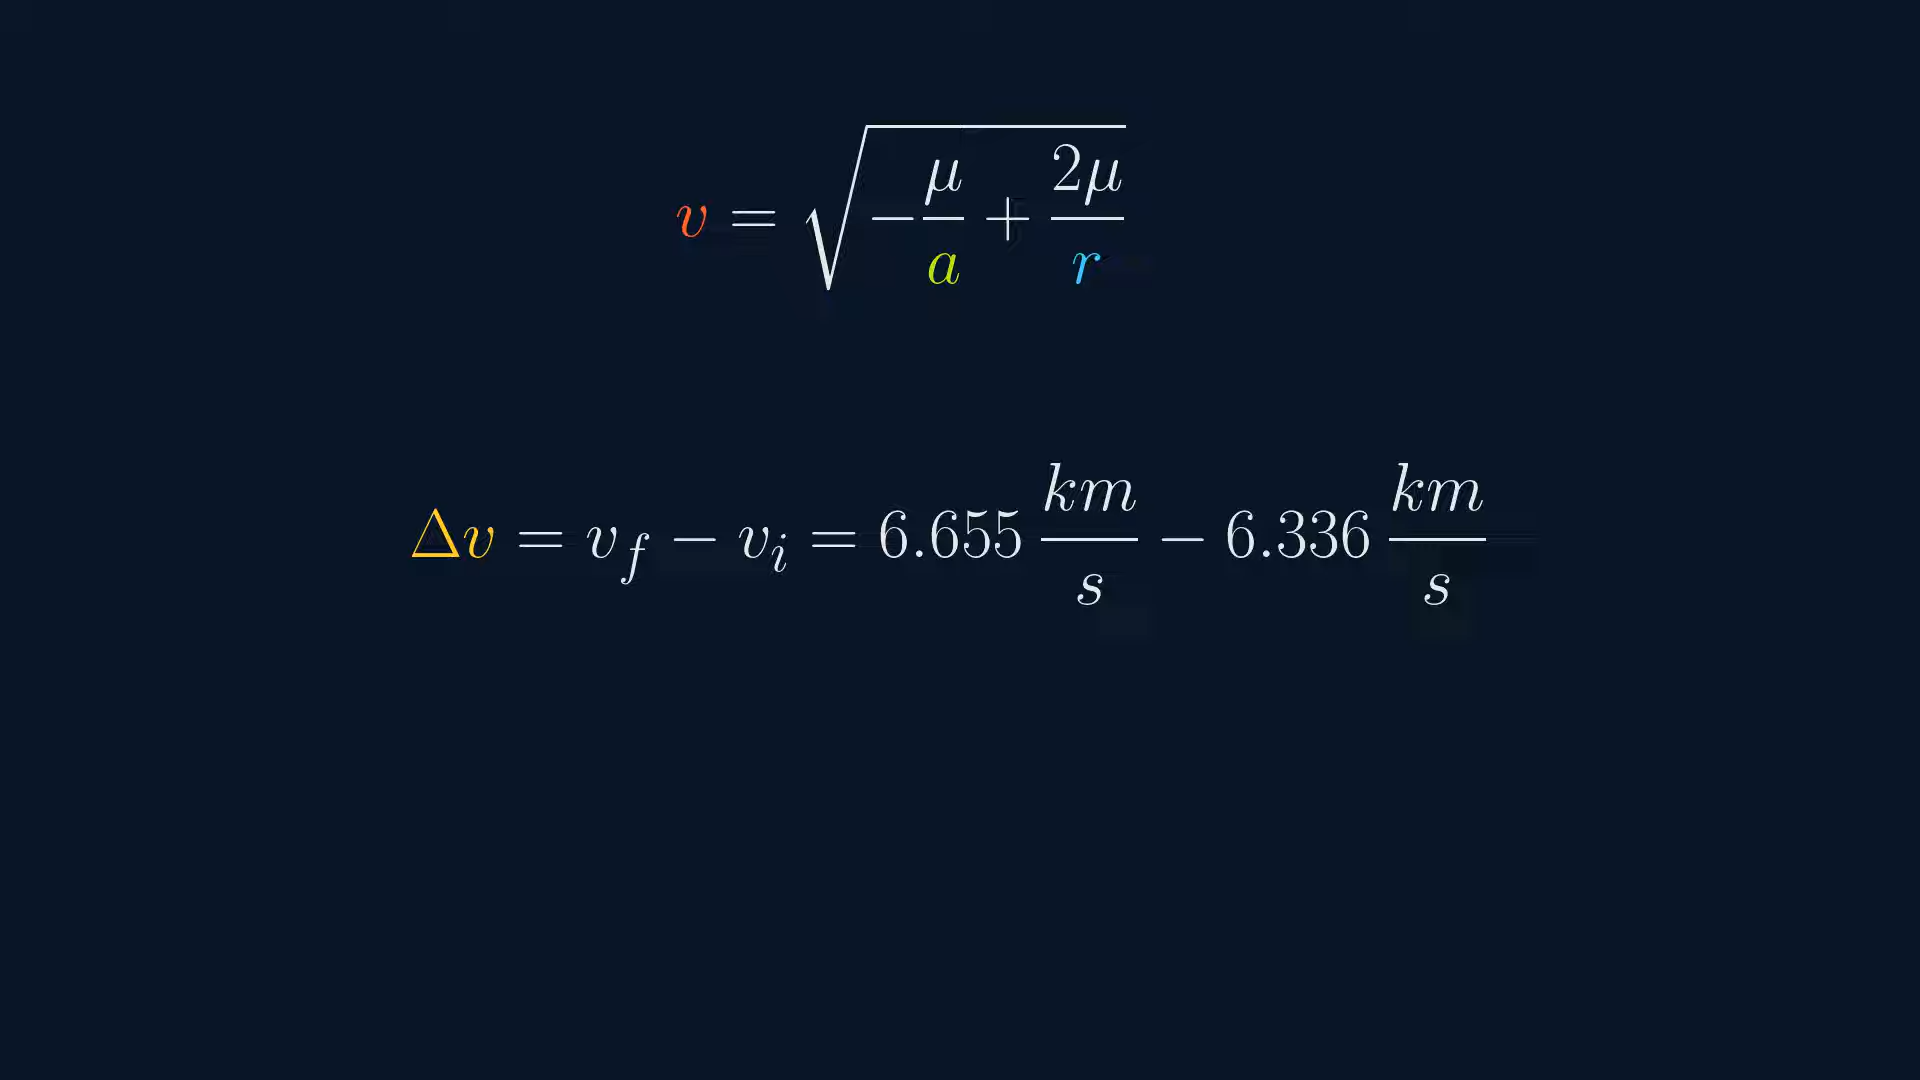 v = √(−μ/a + 2μ/r)
Δv = v_f − v_i = 6.655 km/s − 6.336 km/s